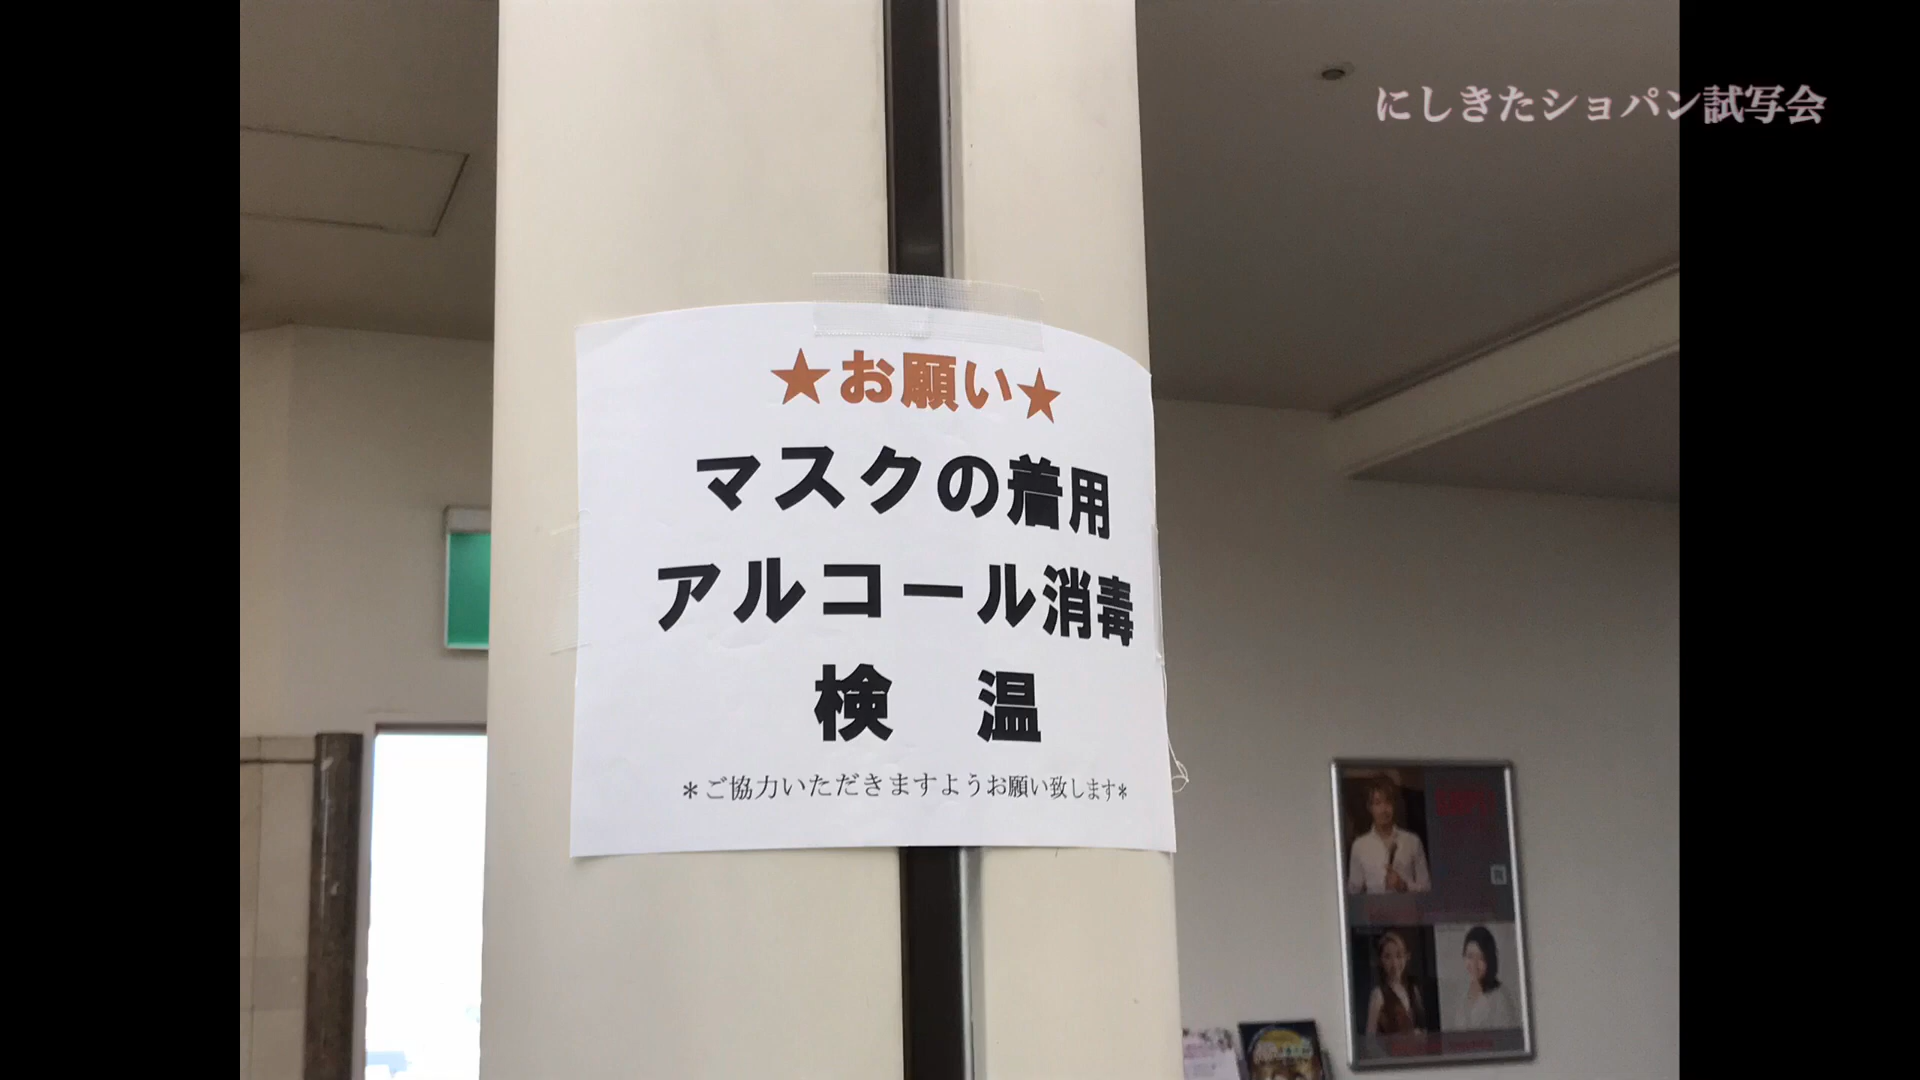 にしきたショパン試写会
★お願い★
マスクの着用
アルコール消毒
検　温
＊ご協力いただきますようお願い致します＊